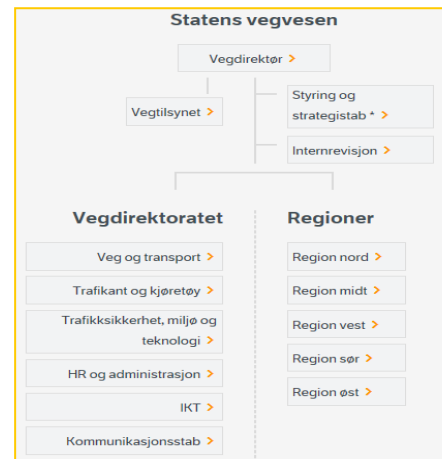 Statens vegvesen
Vegdirektør >
Vegtilsynet >
Styring og
strategistab * >
Internrevisjon >
Vegdirektoratet
Veg og transport >
Trafikant og kjøretøy >
Trafikksikkerhet, miljø og
teknologi >
HR og administrasjon >
IKT >
Kommunikasjonsstab >
Regioner
Region nord >
Region midt >
Region vest >
Region sør >
Region øst >